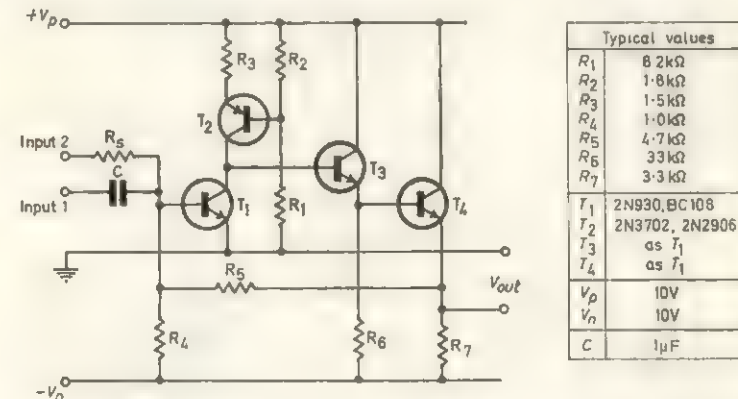 +Vp
R3
R2
T2
Input 2
Rs
C
Input 1
T1
T3
T4
R1
R5
Vout
R4
R6
R7
-Vn
Typical values
R1 8.2kΩ
R2 1.8kΩ
R3 1.5kΩ
R4 1.0kΩ
R5 4.7kΩ
R6 33kΩ
R7 3.3kΩ
T1 2N930, BC108
T2 2N3702, 2N2906
T3 as T1
T4 as T1
Vp 10V
Vn 10V
C 1µF